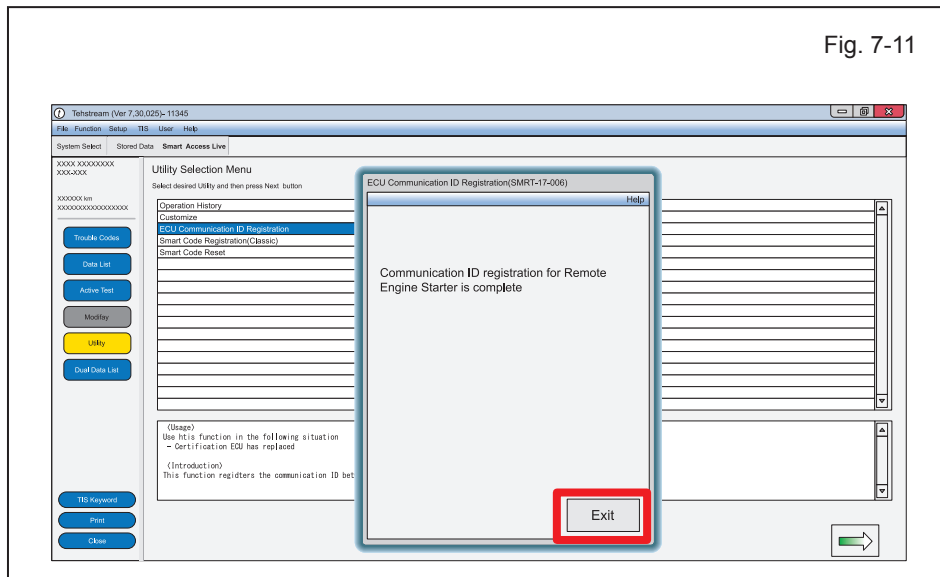 Fig. 7-11
Tehstream (Ver 7,30,025)- 11345
File Function Setup TIS User Help
System Select Stored Data Smart Access Live
XXXX XXXXXXXX
XXX-XXX
XXXXXX km
XXXXXXXXXXXXXXXXX
Trouble Codes
Data List
Active Test
Modifay
Utility
Dual Data List
TIS Keyword
Print
Close
Utility Selection Menu
Select desired Utility and then press Next button
Operation History
Customize
ECU Communication ID Registration
Smart Code Registration(Classic)
Smart Code Reset
(Usage)
Use htis function in the following situation
- Certification ECU has replaced
(Introduction)
This function regidters the communication ID bet
ECU Communication ID Registration(SMRT-17-006)
Help
Communication ID registration for Remote
Engine Starter is complete
Exit